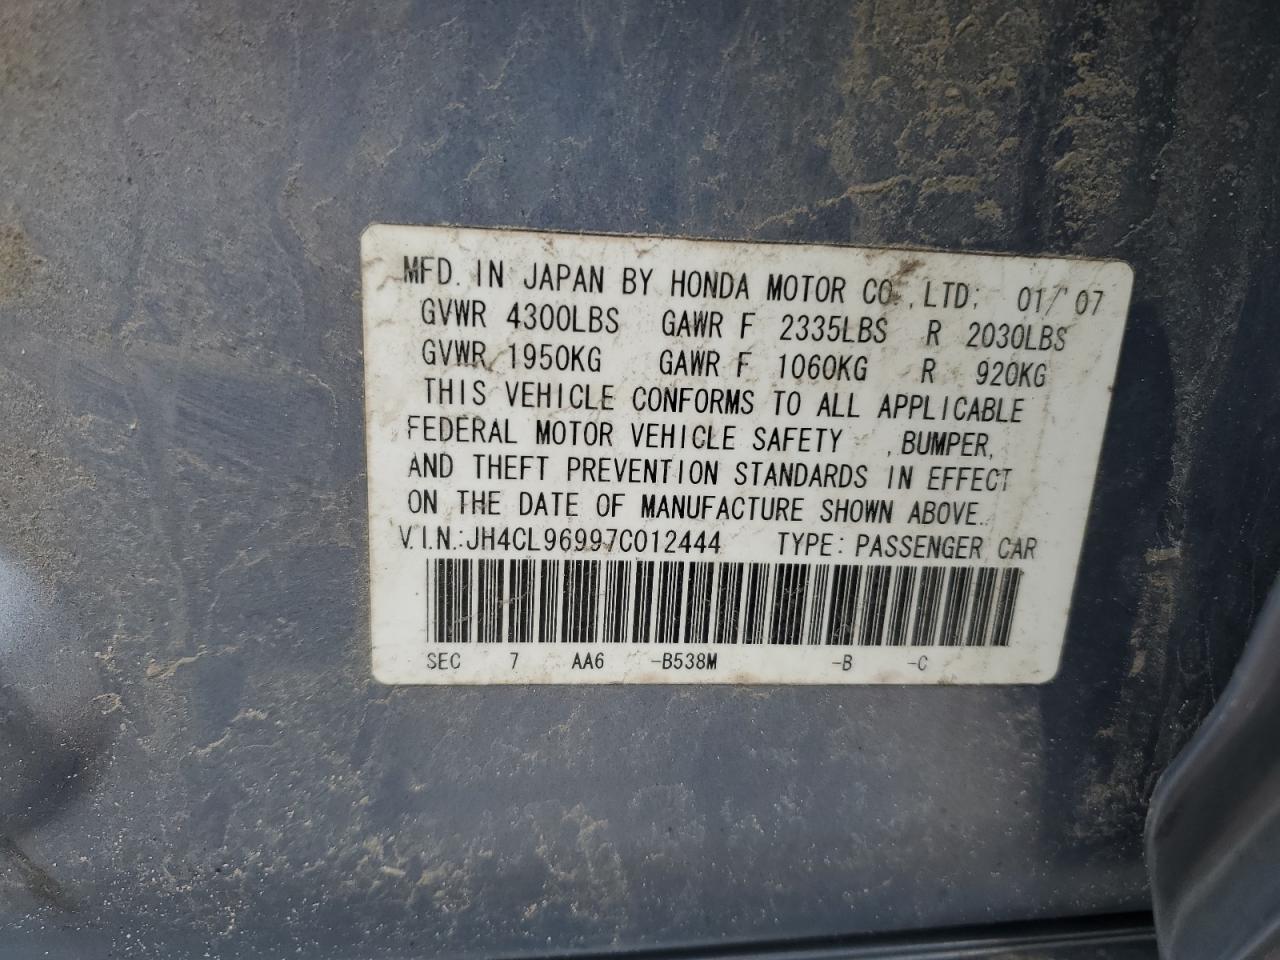 MFD. IN JAPAN BY HONDA MOTOR CO., LTD; 01/'07
GVWR 4300LBS GAWR F 2335LBS R 2030LBS
GVWR 1950KG GAWR F 1060KG R 920KG
THIS VEHICLE CONFORMS TO ALL APPLICABLE
FEDERAL MOTOR VEHICLE SAFETY , BUMPER,
AND THEFT PREVENTION STANDARDS IN EFFECT
ON THE DATE OF MANUFACTURE SHOWN ABOVE.
V.I.N.:JH4CL96997C012444 TYPE: PASSENGER CAR
SEC 7 AA6 -B538M -B -C